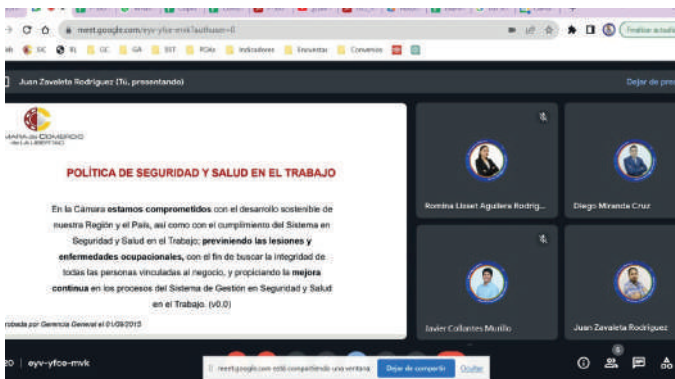 meet.google.com/eyv-yfce-mvk?authuser=0
GC
GA
SST
POAs
Indicadores
Encuestas
Convenios
Juan Zavaleta Rodriguez (Tú, presentando)
Dejar de pres
CÁMARA DE COMERCIO
DE LA LIBERTAD
POLÍTICA DE SEGURIDAD Y SALUD EN EL TRABAJO
En la Cámara estamos comprometidos con el desarrollo sostenible de
nuestra Región y el País, así como con el cumplimiento del Sistema en
Seguridad y Salud en el Trabajo; previniendo las lesiones y
enfermedades ocupacionales, con el fin de buscar la integridad de
todas las personas vinculadas al negocio, y propiciando la mejora
continua en los procesos del Sistema de Gestión en Seguridad y Salud
en el Trabajo. (v0.0)
robada por Gerencia General el 01/09/2015
Romina Lisset Aguilera Rodrig...
Diego Miranda Cruz
Javier Collantes Murillo
Juan Zavaleta Rodriguez
eyv-yfce-mvk
meet.google.com está compartiendo una ventana.
Dejar de compartir
Ocultar